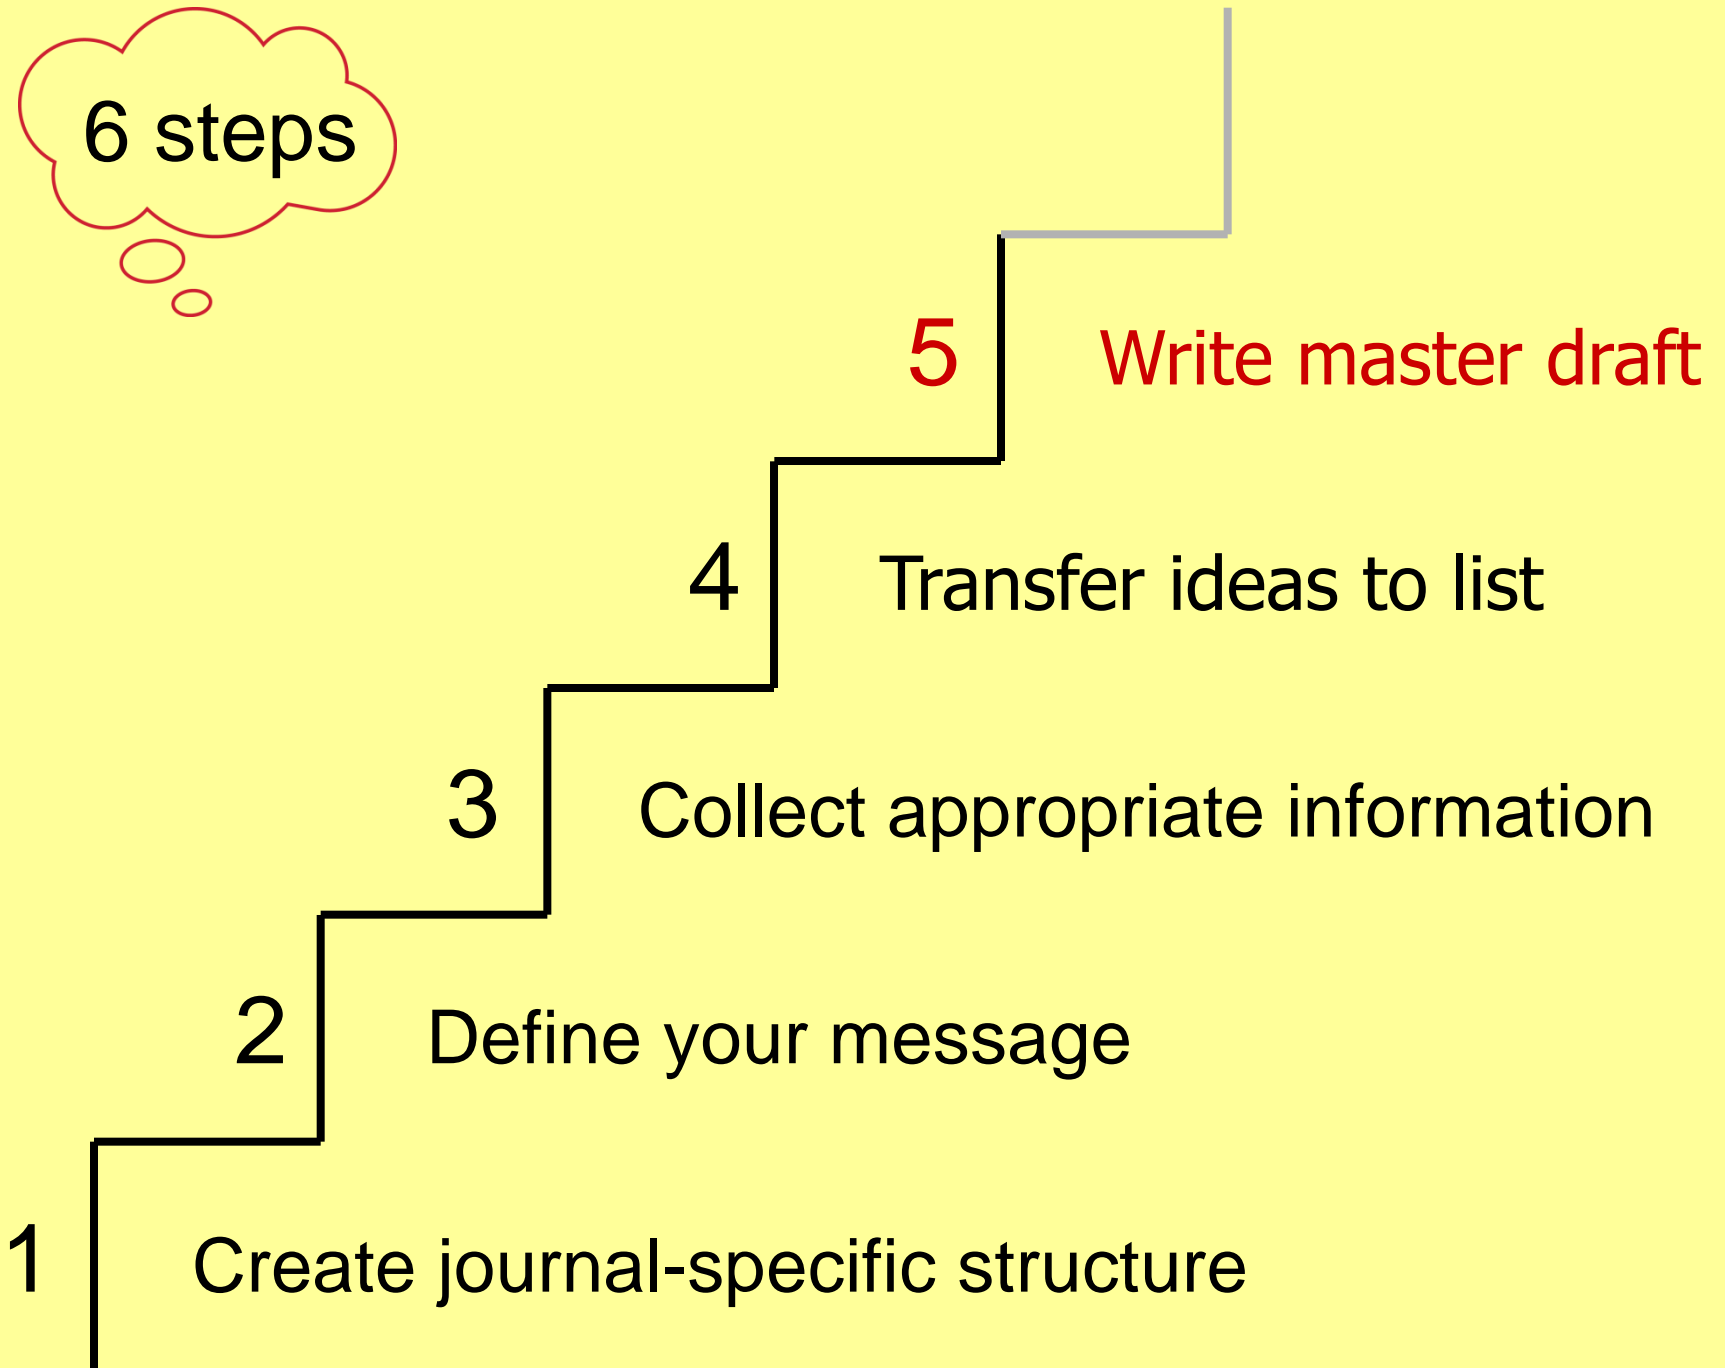 6 steps
5 Write master draft
4 Transfer ideas to list
3 Collect appropriate information
2 Define your message
1 Create journal-specific structure